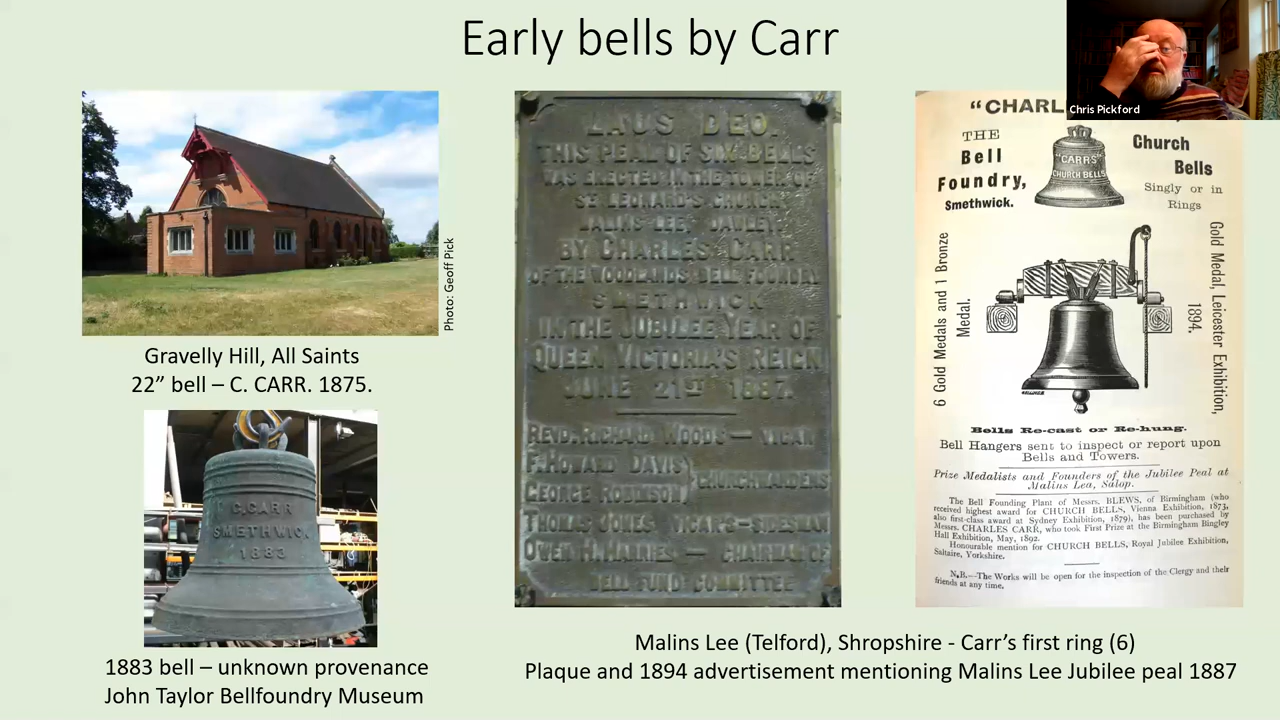 Early bells by Carr
Chris Pickford
Photo: Geoff Pick
Gravelly Hill, All Saints
22” bell – C. CARR. 1875.
C. CARR
SMETHWICK
1883
1883 bell – unknown provenance
John Taylor Bellfoundry Museum
LAUS DEO.
THIS PEAL OF SIX BELLS
WAS ERECTED IN THE TOWER OF
ST LEONARD'S CHURCH
MALINS LEE, DAWLEY.
BY CHARLES CARR
OF THE WOODLANDS BELL FOUNDRY
SMETHWICK
IN THE JUBILEE YEAR OF
QUEEN VICTORIA'S REIGN
JUNE 21ST 1887.
REVD. RICHARD WOODS — VICAR
F. HOWARD DAVIS
GEORGE ROBINSON
CHURCHWARDENS
THOMAS JONES VICAR'S-SIDESMAN
OWEN H. — CHAIRMAN OF
BELL FUND COMMITTEE
"CHARL
THE
Bell
Foundry,
Smethwick.
"CARRS"
CHURCH BELLS
Church
Bells
Singly or in
Rings
6 Gold Medals and 1 Bronze
Medal.
Gold Medal, Leicester Exhibition,
1894.
Bells Re-cast or Re-hung.
Bell Hangers sent to inspect or report upon
Bells and Towers.
Prize Medalists and Founders of the Jubilee Peal at
Malins Lea, Salop.
The Bell Founding Plant of Messrs. BLEWS, of Birmingham (who
received highest award for CHURCH BELLS, Vienna Exhibition, 1873,
also first-class award at Sydney Exhibition, 1879), has been purchased by
Messrs. CHARLES CARR, who took First Prize at the Birmingham Bingley
Hall Exhibition, May, 1892.
Honourable mention for CHURCH BELLS, Royal Jubilee Exhibition,
Saltaire, Yorkshire.
N.B.—The Works will be open for the inspection of the Clergy and their
friends at any time.
Malins Lee (Telford), Shropshire - Carr’s first ring (6)
Plaque and 1894 advertisement mentioning Malins Lee Jubilee peal 1887